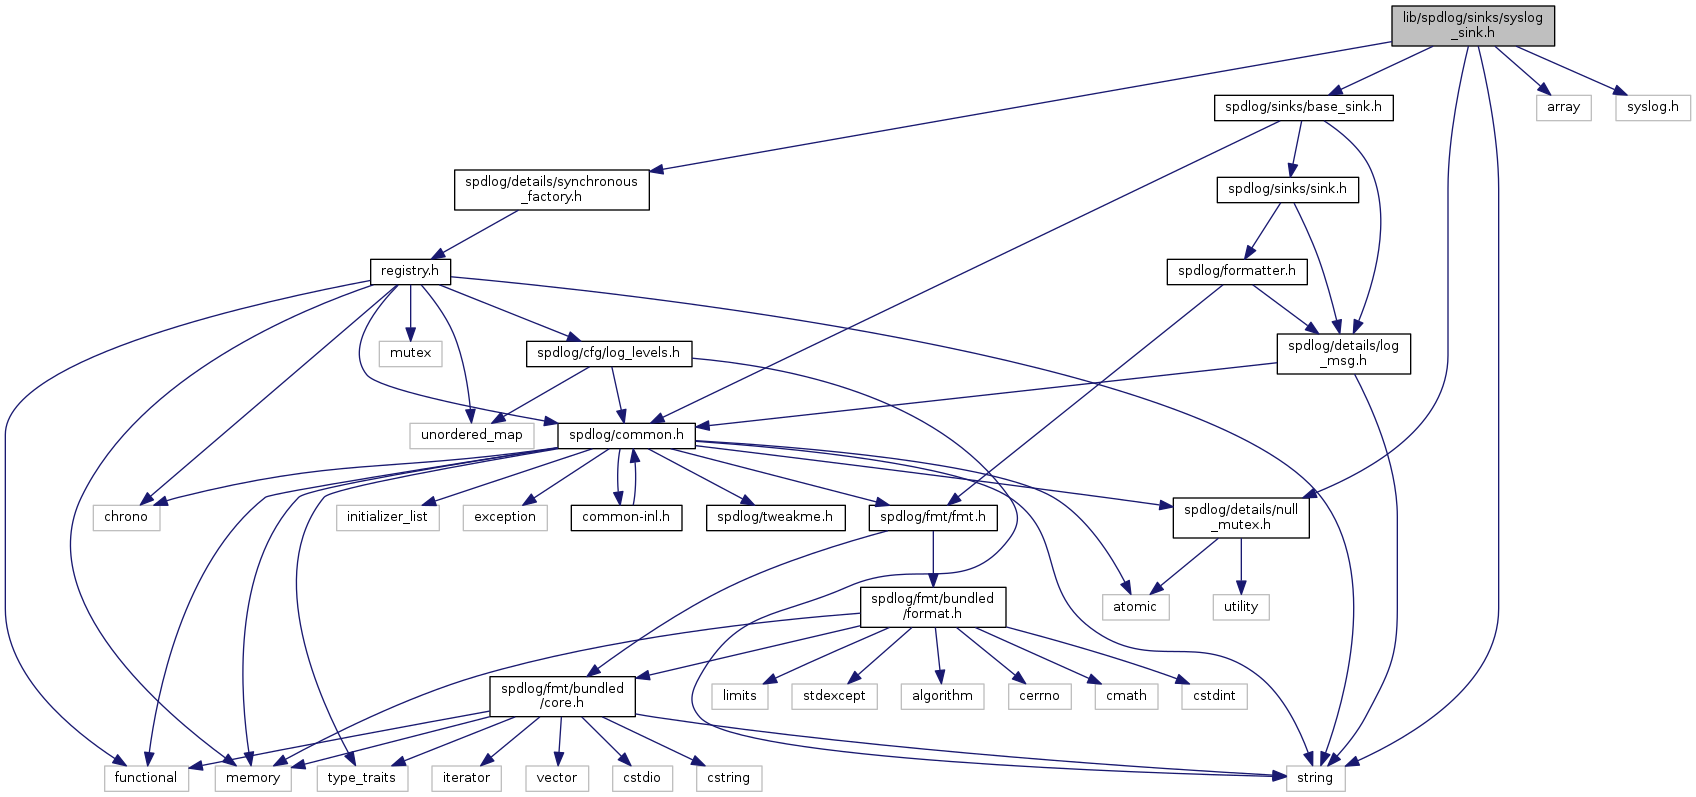 lib/spdlog/sinks/syslog
_sink.h
spdlog/sinks/base_sink.h
array
syslog.h
spdlog/details/synchronous
_factory.h
spdlog/sinks/sink.h
registry.h
spdlog/formatter.h
mutex
spdlog/cfg/log_levels.h
spdlog/details/log
_msg.h
unordered_map
spdlog/common.h
chrono
initializer_list
exception
common-inl.h
spdlog/tweakme.h
spdlog/fmt/fmt.h
spdlog/details/null
_mutex.h
spdlog/fmt/bundled
/format.h
atomic
utility
spdlog/fmt/bundled
/core.h
limits
stdexcept
algorithm
cerrno
cmath
cstdint
functional
memory
type_traits
iterator
vector
cstdio
cstring
string